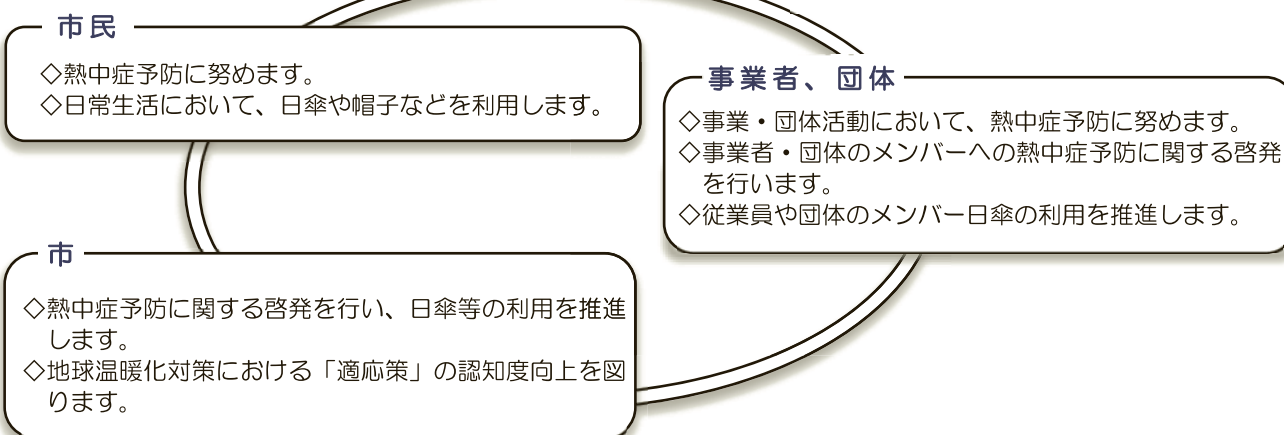 市民
◇熱中症予防に努めます。
◇日常生活において、日傘や帽子などを利用します。
事業者、団体
◇事業・団体活動において、熱中症予防に努めます。
◇事業者・団体のメンバーへの熱中症予防に関する啓発
を行います。
◇従業員や団体のメンバー日傘の利用を推進します。
市
◇熱中症予防に関する啓発を行い、日傘等の利用を推進
します。
◇地球温暖化対策における「適応策」の認知度向上を図
ります。